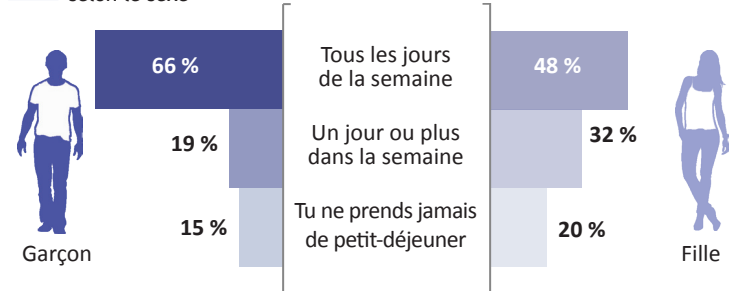 66 %
Tous les jours
de la semaine
48 %
19 %
Un jour ou plus
dans la semaine
32 %
15 %
Tu ne prends jamais
de petit-déjeuner
20 %
Garçon
Fille